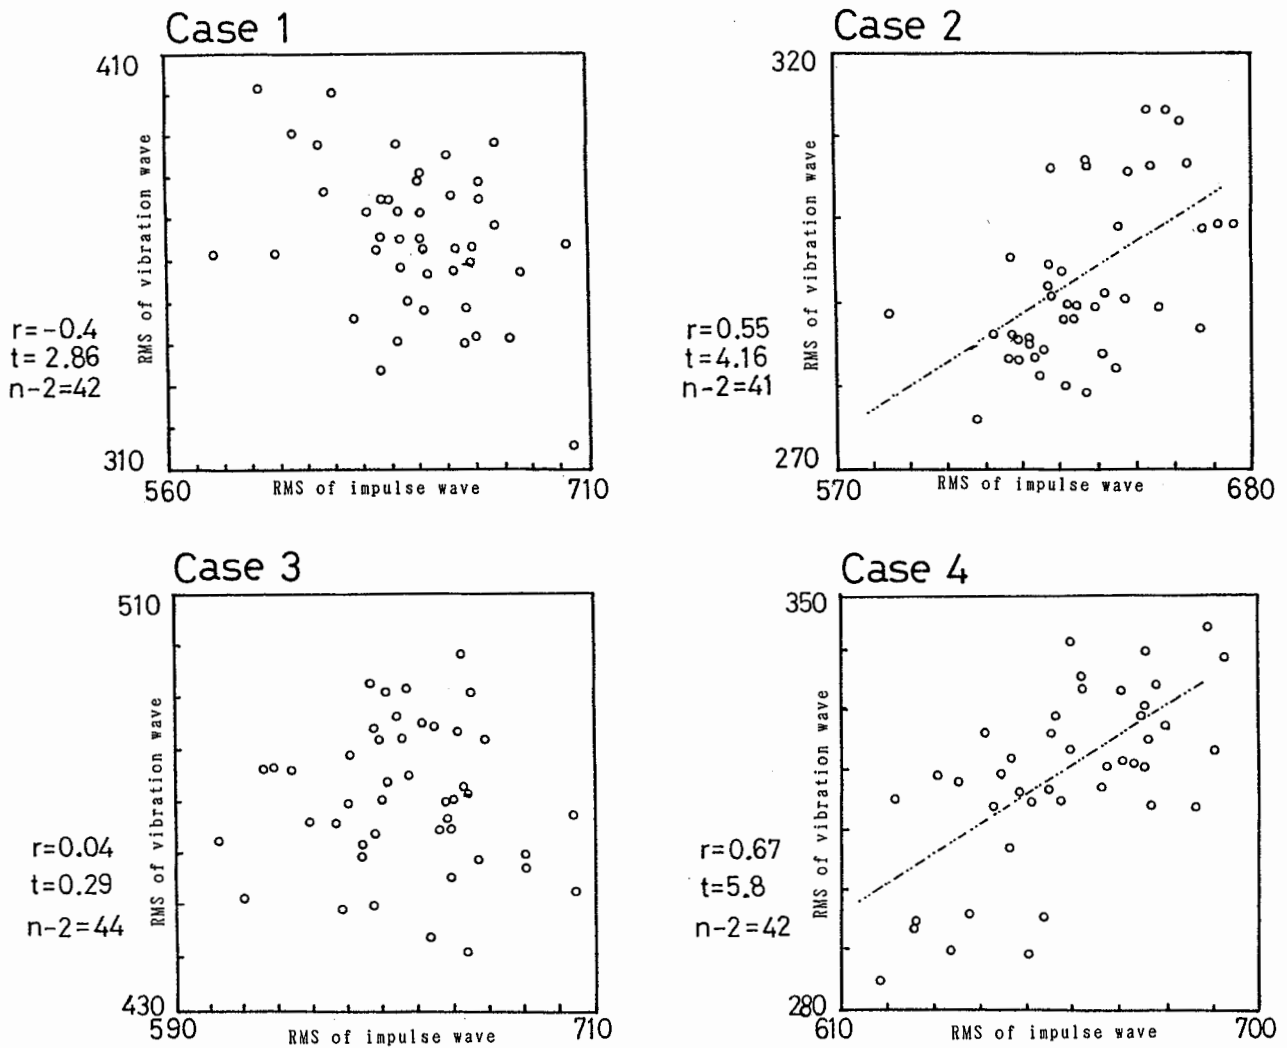 Case 1
410
RMS of vibration wave
r=-0.4
t=2.86
n-2=42
310
560
RMS of impulse wave
710
Case 2
320
RMS of vibration wave
r=0.55
t=4.16
n-2=41
270
570
RMS of impulse wave
680
Case 3
510
RMS of vibration wave
r=0.04
t=0.29
n-2=44
430
590
RMS of impulse wave
710
Case 4
350
RMS of vibration wave
r=0.67
t=5.8
n-2=42
280
610
RMS of impulse wave
700